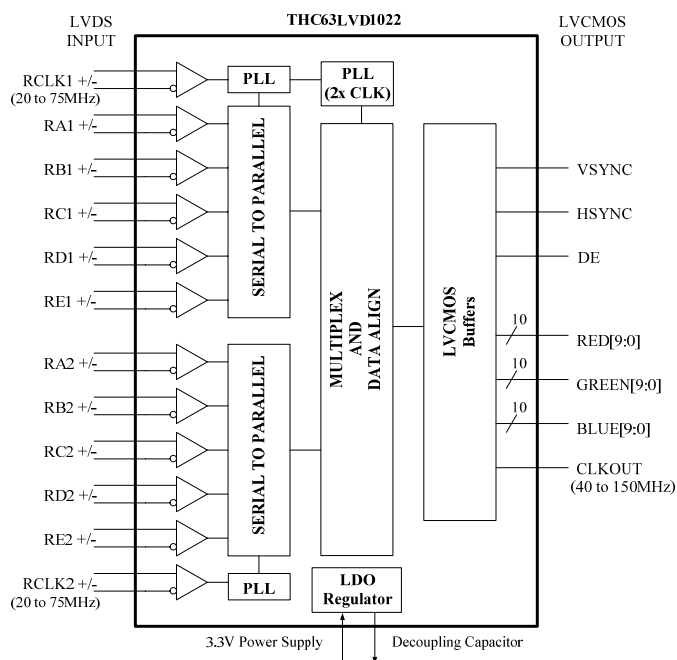 LVDS
INPUT
THC63LVD1022
LVCMOS
OUTPUT
RCLK1 +/-
(20 to 75MHz)
RA1 +/-
RB1 +/-
RC1 +/-
RD1 +/-
RE1 +/-
RA2 +/-
RB2 +/-
RC2 +/-
RD2 +/-
RE2 +/-
RCLK2 +/-
(20 to 75MHz)
PLL
SERIAL TO PARALLEL
SERIAL TO PARALLEL
PLL
PLL
(2x CLK)
MULTIPLEX
AND
DATA ALIGN
LDO
Regulator
LVCMOS
Buffers
VSYNC
HSYNC
DE
10
RED[9:0]
10
GREEN[9:0]
10
BLUE[9:0]
CLKOUT
(40 to 150MHz)
3.3V Power Supply
Decoupling Capacitor